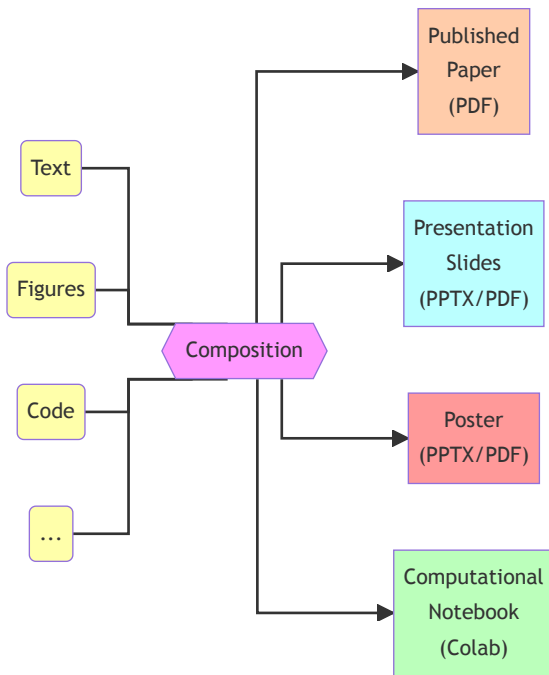 Text
Figures
Code
...
Composition
Published
Paper
(PDF)
Presentation
Slides
(PPTX/PDF)
Poster
(PPTX/PDF)
Computational
Notebook
(Colab)